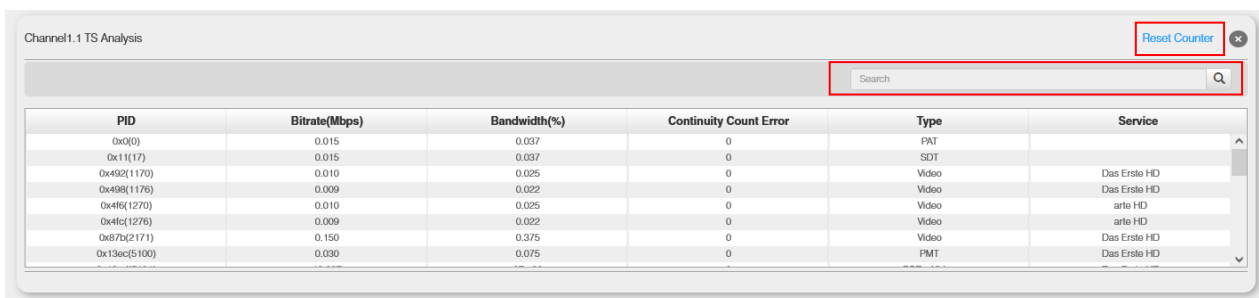 Channel1.1 TS Analysis Reset Counter
Search
PID Bitrate(Mbps) Bandwidth(%) Continuity Count Error Type Service
0x0(0) 0.015 0.037 0 PAT
0x11(17) 0.015 0.037 0 SDT
0x492(1170) 0.010 0.025 0 Video Das Erste HD
0x498(1176) 0.009 0.022 0 Video Das Erste HD
0x4f6(1270) 0.010 0.025 0 Video arte HD
0x4fc(1276) 0.009 0.022 0 Video arte HD
0x87b(2171) 0.150 0.375 0 Video Das Erste HD
0x13ec(5100) 0.030 0.075 0 PMT Das Erste HD